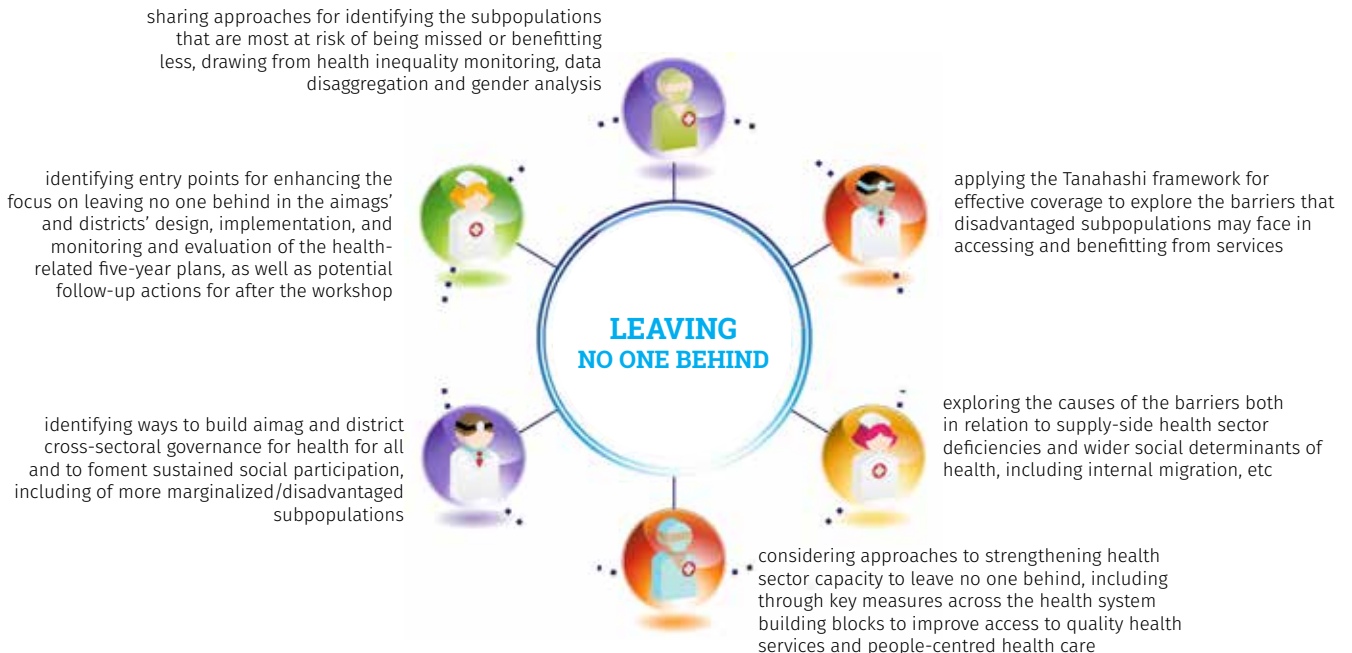 sharing approaches for identifying the subpopulations
that are most at risk of being missed or benefitting
less, drawing from health inequality monitoring, data
disaggregation and gender analysis
applying the Tanahashi framework for
effective coverage to explore the barriers that
disadvantaged subpopulations may face in
accessing and benefitting from services
exploring the causes of the barriers both
in relation to supply-side health sector
deficiencies and wider social determinants of
health, including internal migration, etc
considering approaches to strengthening health
sector capacity to leave no one behind, including
through key measures across the health system
building blocks to improve access to quality health
services and people-centred health care
identifying ways to build aimag and district
cross-sectoral governance for health for all
and to foment sustained social participation,
including of more marginalized/disadvantaged
subpopulations
identifying entry points for enhancing the
focus on leaving no one behind in the aimags’
and districts’ design, implementation, and
monitoring and evaluation of the health-
related five-year plans, as well as potential
follow-up actions for after the workshop
LEAVING
NO ONE BEHIND